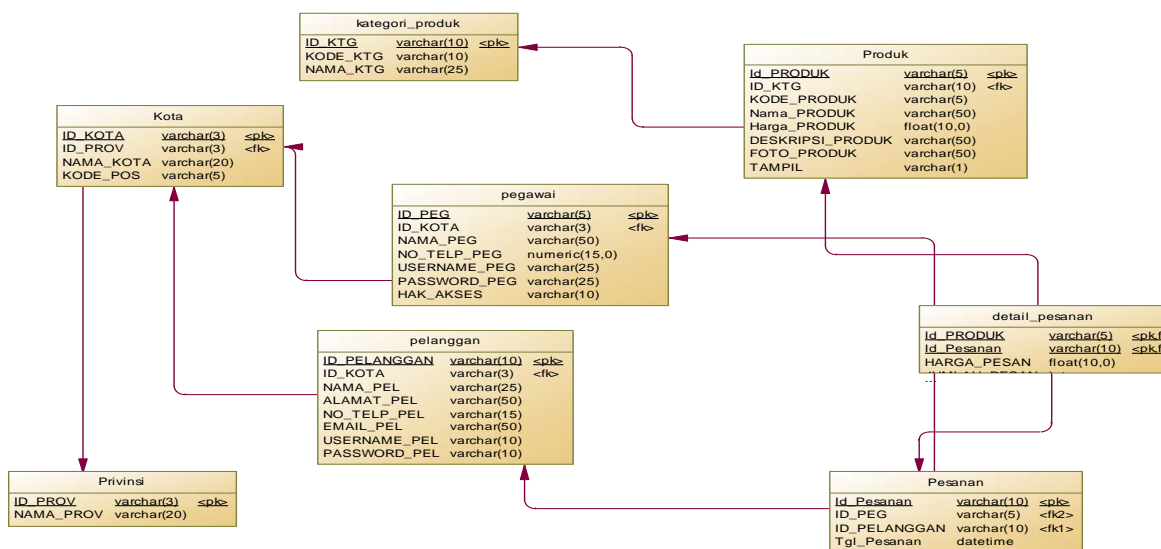 kategori_produk
ID_KTG varchar(10) <pk>
KODE_KTG varchar(10)
NAMA_KTG varchar(25)
Produk
Id_PRODUK varchar(5) <pk>
ID_KTG varchar(10) <fk>
KODE_PRODUK varchar(5)
Nama_PRODUK varchar(50)
Harga_PRODUK float(10,0)
DESKRIPSI_PRODUK varchar(50)
FOTO_PRODUK varchar(50)
TAMPIL varchar(1)
Kota
ID_KOTA varchar(3) <pk>
ID_PROV varchar(3) <fk>
NAMA_KOTA varchar(20)
KODE_POS varchar(5)
pegawai
ID_PEG varchar(5) <pk>
ID_KOTA varchar(3) <fk>
NAMA_PEG varchar(50)
NO_TELP_PEG numeric(15,0)
USERNAME_PEG varchar(25)
PASSWORD_PEG varchar(25)
HAK_AKSES varchar(10)
detail_pesanan
Id_PRODUK varchar(5) <pk,f
Id_Pesanan varchar(10) <pk,f
HARGA_PESAN float(10,0)
...
pelanggan
ID_PELANGGAN varchar(10) <pk>
ID_KOTA varchar(3) <fk>
NAMA_PEL varchar(25)
ALAMAT_PEL varchar(50)
NO_TELP_PEL varchar(15)
EMAIL_PEL varchar(50)
USERNAME_PEL varchar(10)
PASSWORD_PEL varchar(10)
Privinsi
ID_PROV varchar(3) <pk>
NAMA_PROV varchar(20)
Pesanan
Id_Pesanan varchar(10) <pk>
ID_PEG varchar(5) <fk2>
ID_PELANGGAN varchar(10) <fk1>
Tgl_Pesanan datetime